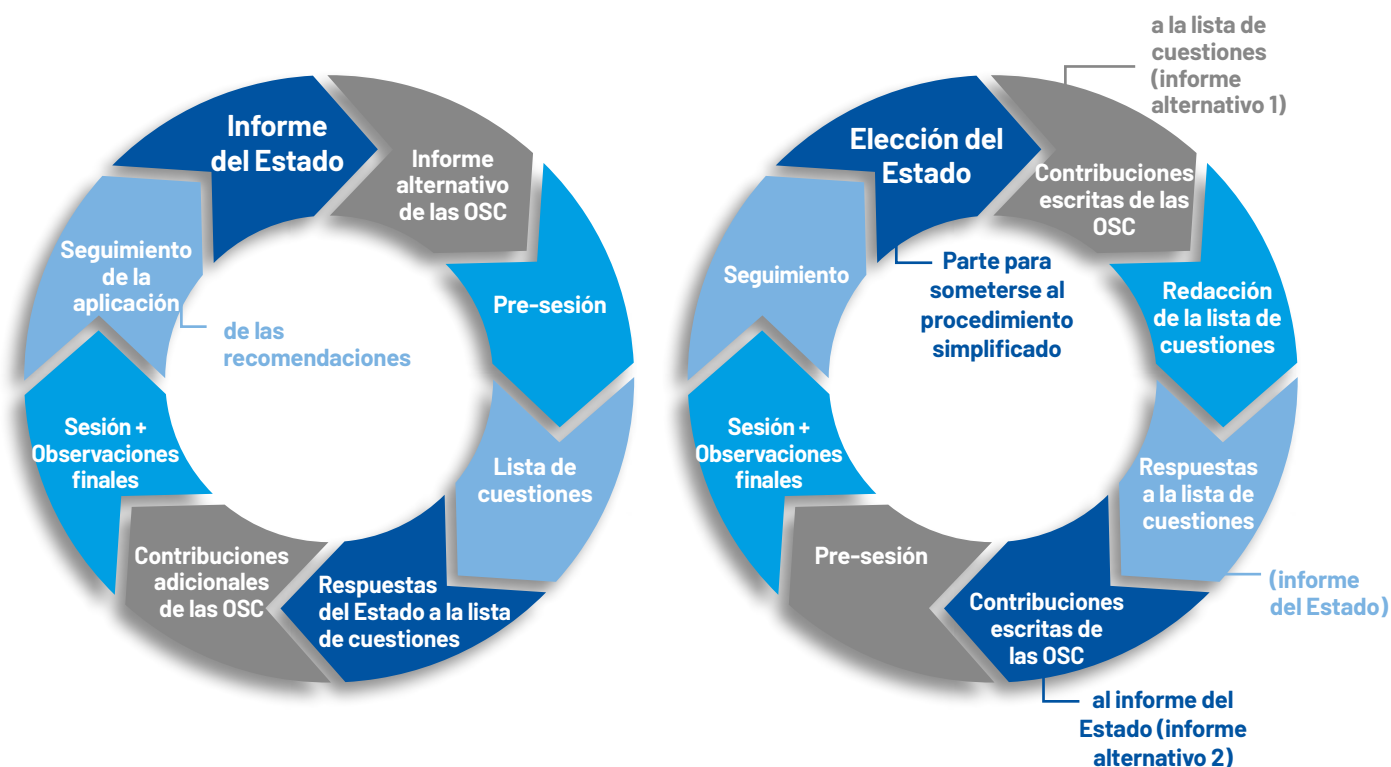 Informe
del Estado
Informe
alternativo
de las OSC
Pre-sesión
Lista de
cuestiones
Respuestas
del Estado a la lista
de cuestiones
Contribuciones
adicionales
de las OSC
Sesión +
Observaciones
finales
Seguimiento
de la
aplicación
de las
recomendaciones
Elección del
Estado
Parte para
someterse al
procedimiento
simplificado
Contribuciones
escritas de las
OSC
a la lista de
cuestiones
(informe
alternativo 1)
Redacción
de la lista de
cuestiones
Respuestas
a la lista de
cuestiones
(informe
del Estado)
Contribuciones
escritas de
las OSC
al informe del
Estado (informe
alternativo 2)
Pre-sesión
Sesión +
Observaciones
finales
Seguimiento